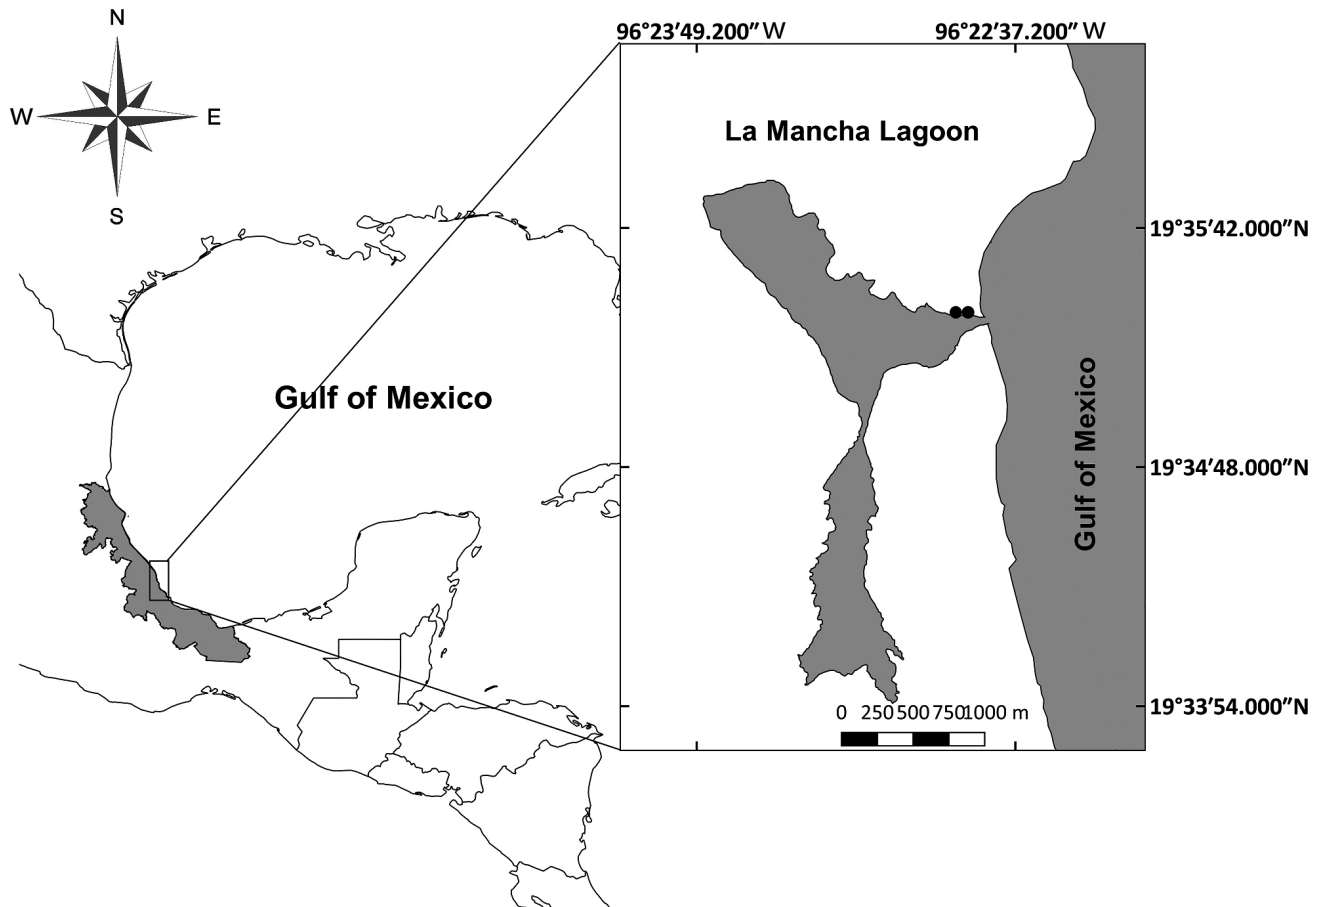 N
W
E
S
96°23′49.200″W
96°22′37.200″W
La Mancha Lagoon
19°35′42.000″N
Gulf of Mexico
Gulf of Mexico
19°34′48.000″N
19°33′54.000″N
0 250 500 750 1000 m